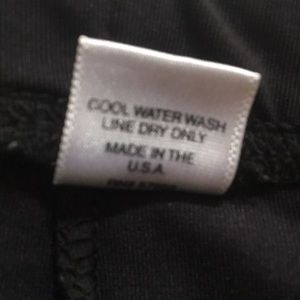 COOL WATER WASH
LINE DRY ONLY
MADE IN THE
U.S.A